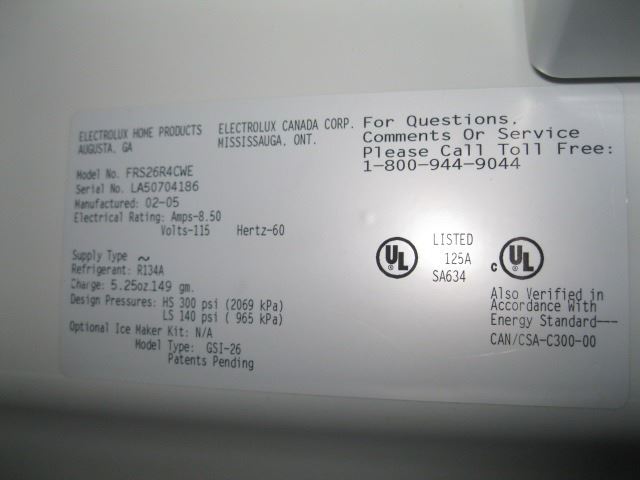 ELECTROLUX HOME PRODUCTS
AUGUSTA, GA
ELECTROLUX CANADA CORP.
MISSISSAUGA, ONT.
For Questions,
Comments Or Service
Please Call Toll Free:
1-800-944-9044
Model No. FRS26R4CWE
Serial No. LA50704186
Manufactured: 02-05
Electrical Rating: Amps-8.50
Volts-115 Hertz-60
Supply Type ~
Refrigerant: R134A
Charge: 5.25oz.149 gm.
Design Pressures: HS 300 psi (2069 kPa)
LS 140 psi ( 965 kPa)
Optional Ice Maker Kit: N/A
Model Type: GSI-26
Patents Pending
UL
LISTED
125A
SA634
c UL
Also Verified in
Accordance With
Energy Standard---
CAN/CSA-C300-00